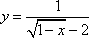 y = 1/(√(1−x) − 2)